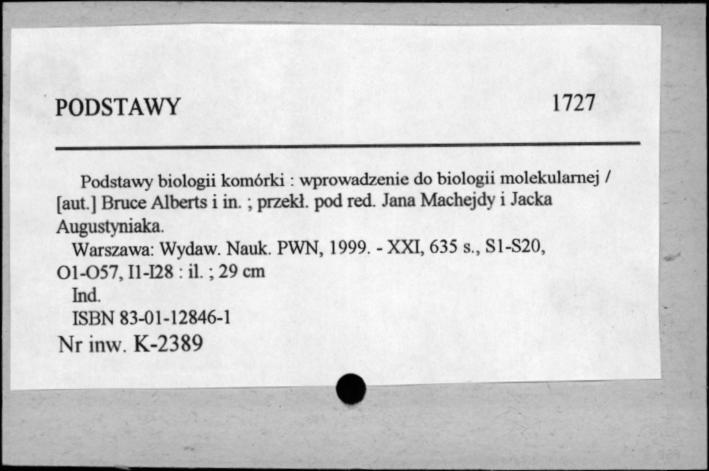 PODSTAWY 1727
Podstawy biologii komórki : wprowadzenie do biologii molekularnej /
[aut.] Bruce Alberts i in. ; przekł. pod red. Jana Machejdy i Jacka
Augustyniaka.
Warszawa: Wydaw. Nauk. PWN, 1999. - XXI, 635 s., S1-S20,
O1-O57, I1-I28 : il. ; 29 cm
Ind.
ISBN 83-01-12846-1
Nr inw. K-2389